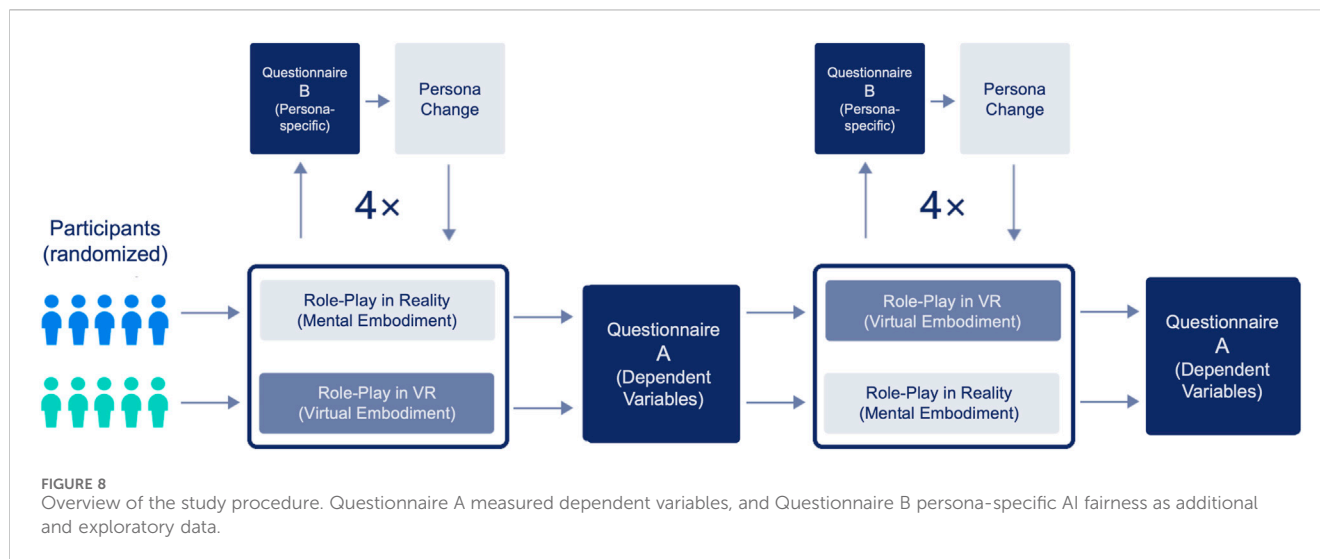 Questionnaire
B
(Persona-
specific)
Persona
Change
4×
Questionnaire
B
(Persona-
specific)
Persona
Change
4×
Participants
(randomized)
Role-Play in Reality
(Mental Embodiment)
Role-Play in VR
(Virtual Embodiment)
Questionnaire
A
(Dependent
Variables)
Role-Play in VR
(Virtual Embodiment)
Role-Play in Reality
(Mental Embodiment)
Questionnaire
A
(Dependent
Variables)
FIGURE 8
Overview of the study procedure. Questionnaire A measured dependent variables, and Questionnaire B persona-specific AI fairness as additional
and exploratory data.